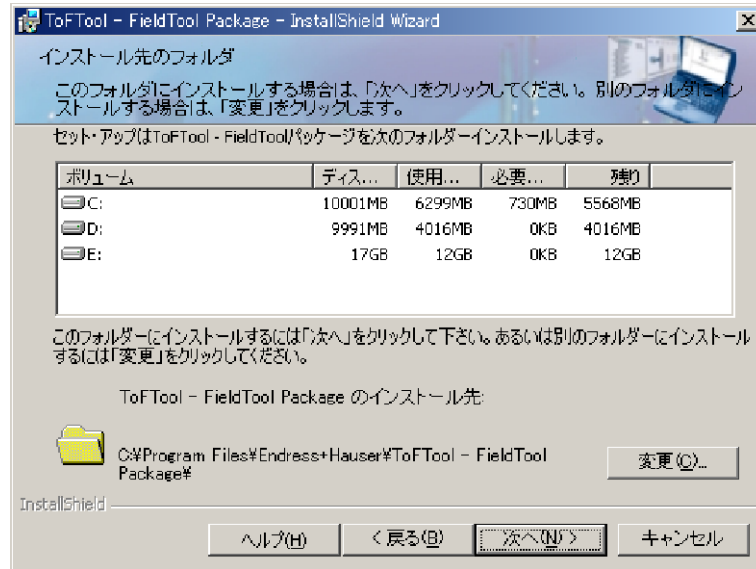 ToFTool - FieldTool Package - InstallShield Wizard
インストール先のフォルダ
このフォルダにインストールする場合は、「次へ」をクリックしてください。別のフォルダにイン
ストールする場合は、「変更」をクリックします。
セット・アップはToFTool - FieldToolパッケージを次のフォルダーインストールします。
ボリューム ディス... 使用... 必要... 残り
C: 10001MB 6299MB 730MB 5568MB
D: 9991MB 4016MB 0KB 4016MB
E: 17GB 12GB 0KB 12GB
このフォルダーにインストールするには「次へ」をクリックして下さい。あるいは別のフォルダーにインストール
するには「変更」をクリックしてください。
ToFTool - FieldTool Package のインストール先:
C:¥Program Files¥Endress+Hauser¥ToFTool - FieldTool
Package¥
変更(C)...
InstallShield
ヘルプ(H) < 戻る(B) 次へ(N) > キャンセル